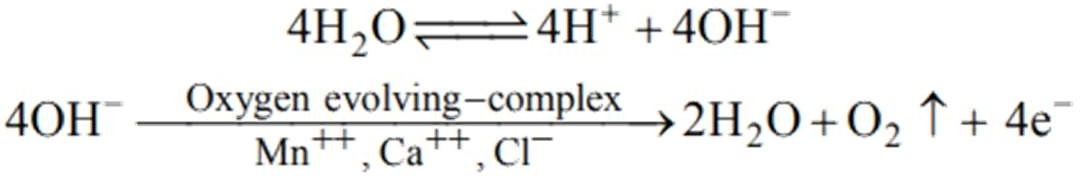 4H₂O ⇌ 4H⁺ + 4OH⁻
4OH⁻ Oxygen evolving–complex → 2H₂O + O₂ ↑ + 4e⁻
Mn⁺⁺, Ca⁺⁺, Cl⁻